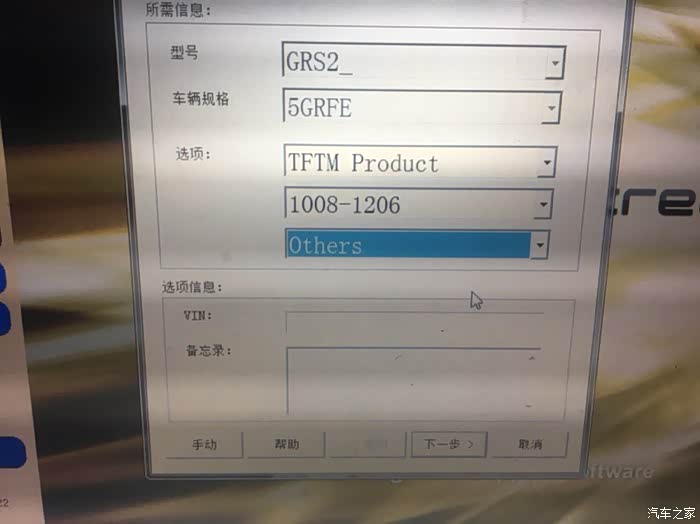 所需信息:
型号
GRS2_
车辆规格
5GRFE
选项:
TFTM Product
1008-1206
Others
选项信息:
VIN:
备忘录:
手动
帮助
下一步 >
取消
22
汽车之家